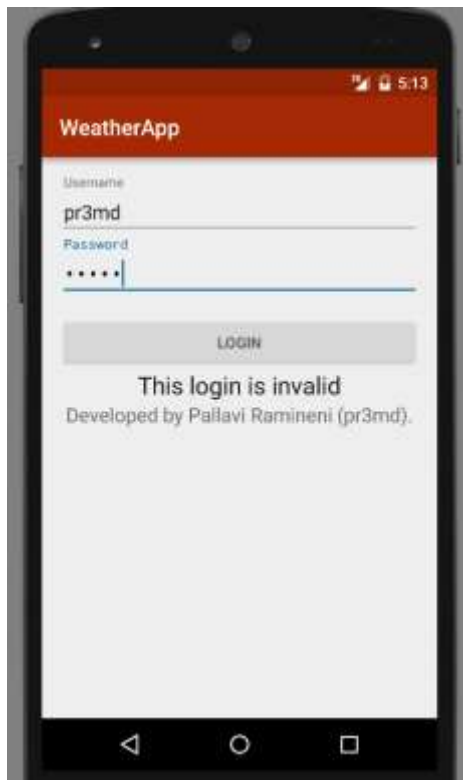 5:13
WeatherApp
Username
pr3md
Password
•••••
LOGIN
This login is invalid
Developed by Pallavi Ramineni (pr3md).